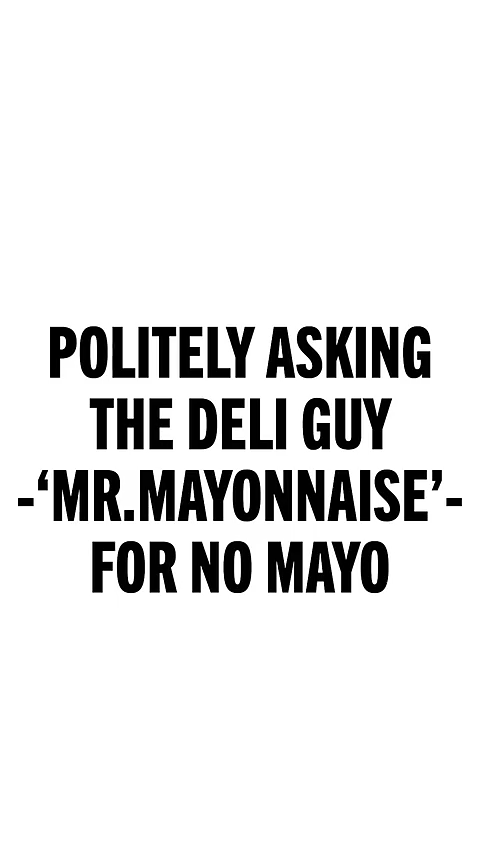 POLITELY ASKING
THE DELI GUY
-‘MR.MAYONNAISE’-
FOR NO MAYO